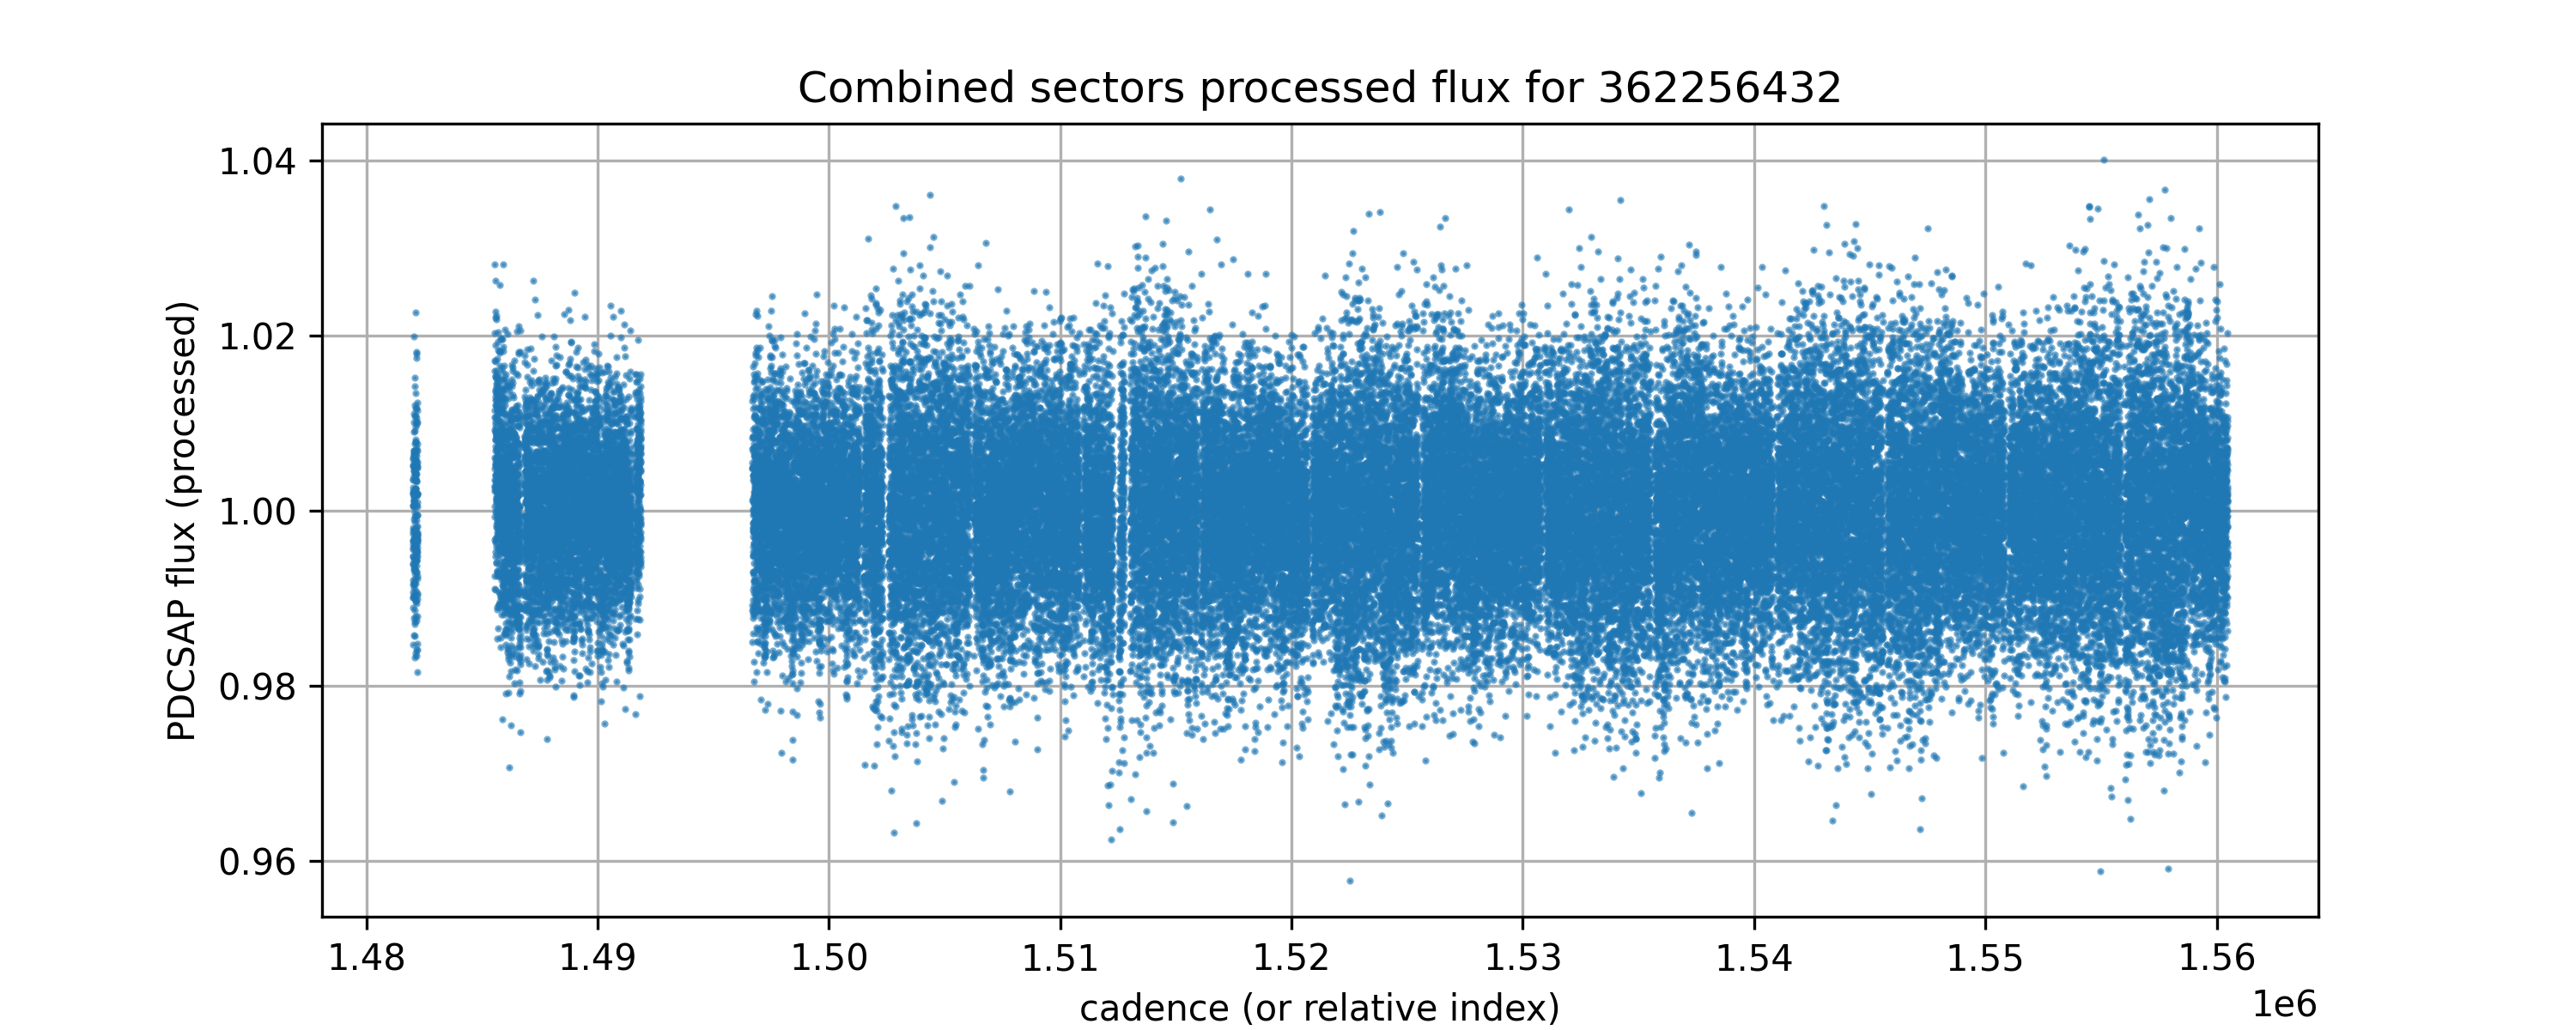 Combined sectors processed flux for 362256432
PDCSAP flux (processed)
1.04
1.02
1.00
0.98
0.96
1.48 1.49 1.50 1.51 1.52 1.53 1.54 1.55 1.56
1e6
cadence (or relative index)